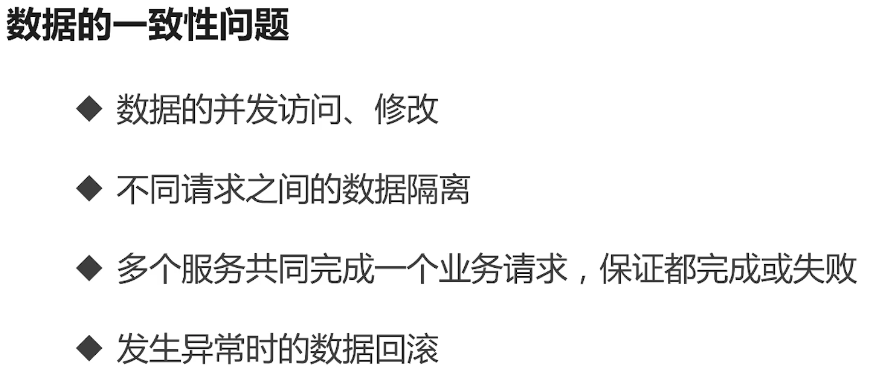 数据的一致性问题
◆ 数据的并发访问、修改
◆ 不同请求之间的数据隔离
◆ 多个服务共同完成一个业务请求，保证都完成或失败
◆ 发生异常时的数据回滚